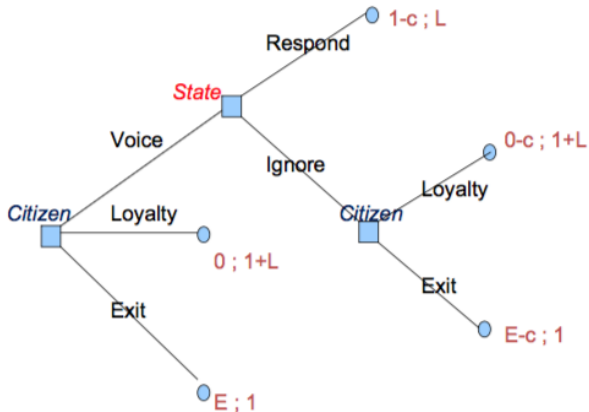 1-c ; L
Respond
State
Voice
0-c ; 1+L
Ignore
Loyalty
Citizen
Loyalty
Citizen
0 ; 1+L
Exit
Exit
E-c ; 1
E ; 1